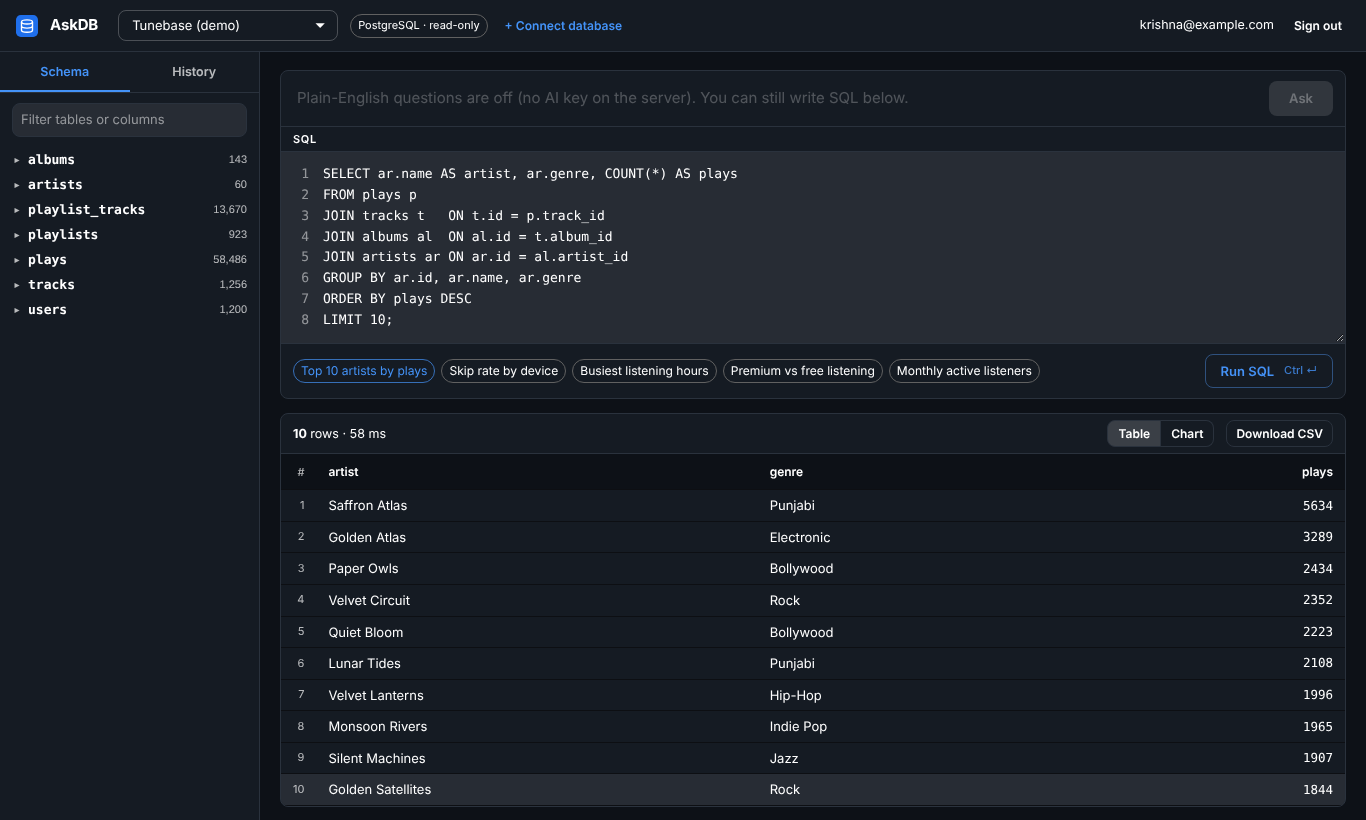 AskDB
Tunebase (demo)
PostgreSQL · read-only
+ Connect database
krishna@example.com
Sign out
Schema
History
Filter tables or columns
▸ albums 143
▸ artists 60
▸ playlist_tracks 13,670
▸ playlists 923
▸ plays 58,486
▸ tracks 1,256
▸ users 1,200
Plain-English questions are off (no AI key on the server). You can still write SQL below.
Ask
SQL
1 SELECT ar.name AS artist, ar.genre, COUNT(*) AS plays
2 FROM plays p
3 JOIN tracks t   ON t.id = p.track_id
4 JOIN albums al  ON al.id = t.album_id
5 JOIN artists ar ON ar.id = al.artist_id
6 GROUP BY ar.id, ar.name, ar.genre
7 ORDER BY plays DESC
8 LIMIT 10;
Top 10 artists by plays
Skip rate by device
Busiest listening hours
Premium vs free listening
Monthly active listeners
Run SQL Ctrl ↵
10 rows · 58 ms
Table
Chart
Download CSV
# artist genre plays
1 Saffron Atlas Punjabi 5634
2 Golden Atlas Electronic 3289
3 Paper Owls Bollywood 2434
4 Velvet Circuit Rock 2352
5 Quiet Bloom Bollywood 2223
6 Lunar Tides Punjabi 2108
7 Velvet Lanterns Hip-Hop 1996
8 Monsoon Rivers Indie Pop 1965
9 Silent Machines Jazz 1907
10 Golden Satellites Rock 1844